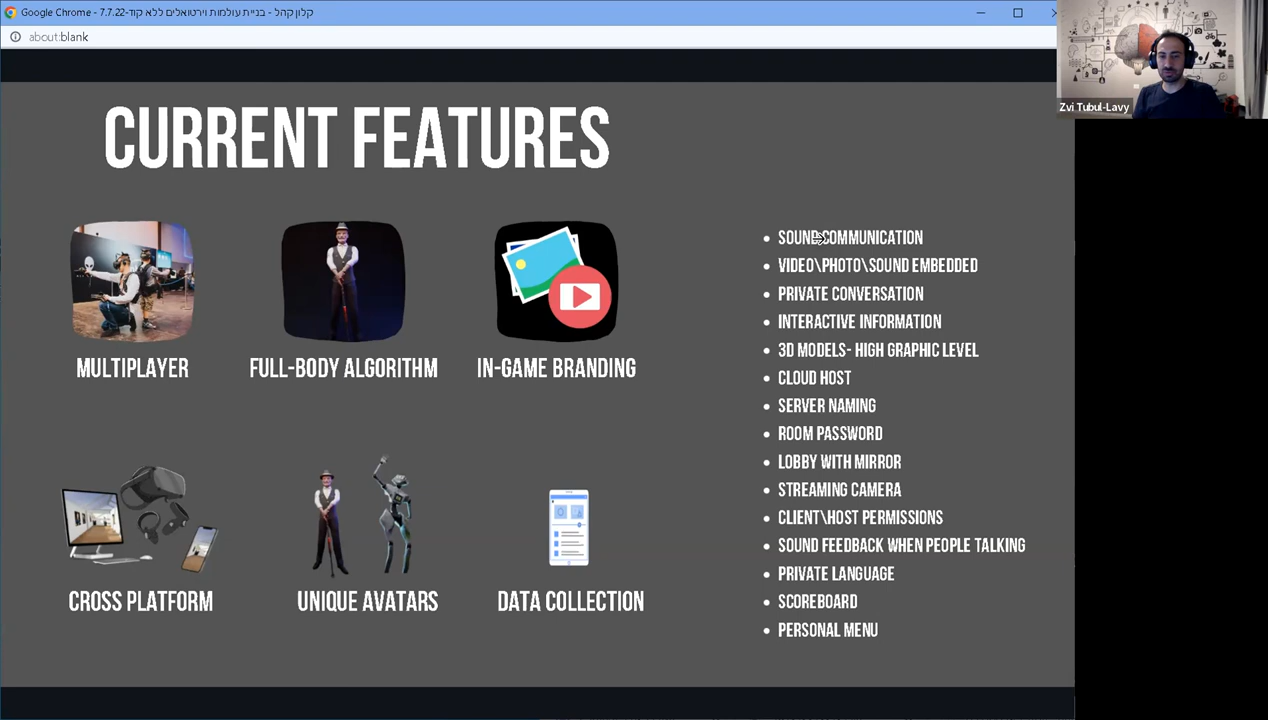 קלון קהל - בניית עולמות וירטואלים ללא קוד-7.7.22 - Google Chrome
about:blank
Zvi Tubul-Lavy
CURRENT FEATURES
MULTIPLAYER
FULL-BODY ALGORITHM
IN-GAME BRANDING
CROSS PLATFORM
UNIQUE AVATARS
DATA COLLECTION
• SOUND COMMUNICATION
• VIDEO\PHOTO\SOUND EMBEDDED
• PRIVATE CONVERSATION
• INTERACTIVE INFORMATION
• 3D MODELS- HIGH GRAPHIC LEVEL
• CLOUD HOST
• SERVER NAMING
• ROOM PASSWORD
• LOBBY WITH MIRROR
• STREAMING CAMERA
• CLIENT\HOST PERMISSIONS
• SOUND FEEDBACK WHEN PEOPLE TALKING
• PRIVATE LANGUAGE
• SCOREBOARD
• PERSONAL MENU